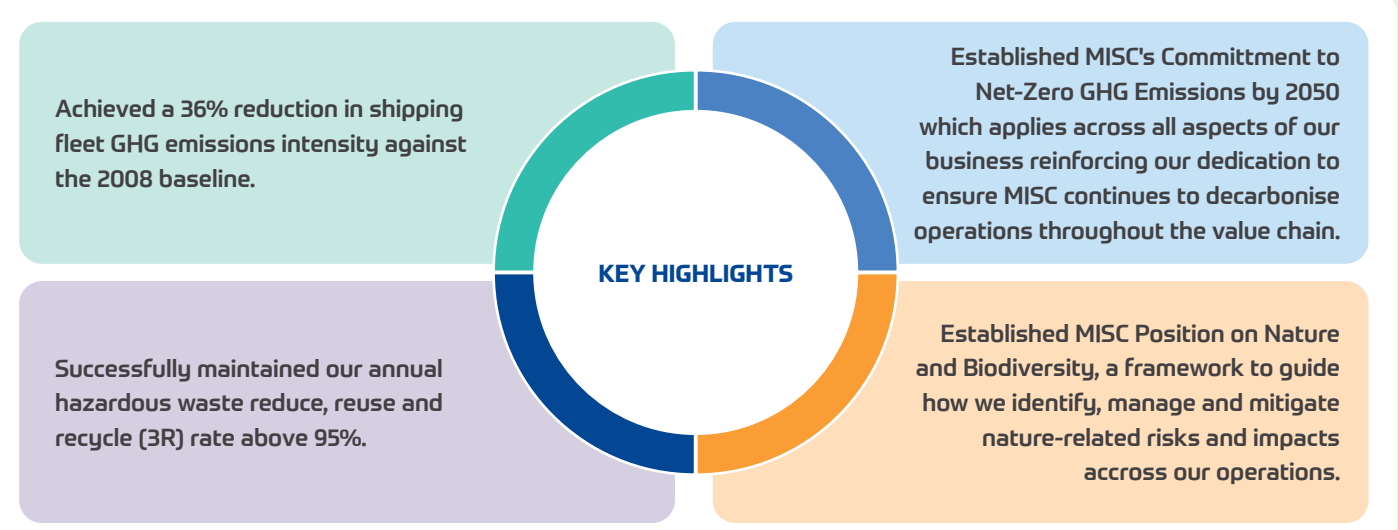 Achieved a 36% reduction in shipping
fleet GHG emissions intensity against
the 2008 baseline.
Established MISC's Committment to
Net-Zero GHG Emissions by 2050
which applies across all aspects of our
business reinforcing our dedication to
ensure MISC continues to decarbonise
operations throughout the value chain.
KEY HIGHLIGHTS
Successfully maintained our annual
hazardous waste reduce, reuse and
recycle (3R) rate above 95%.
Established MISC Position on Nature
and Biodiversity, a framework to guide
how we identify, manage and mitigate
nature-related risks and impacts
accross our operations.